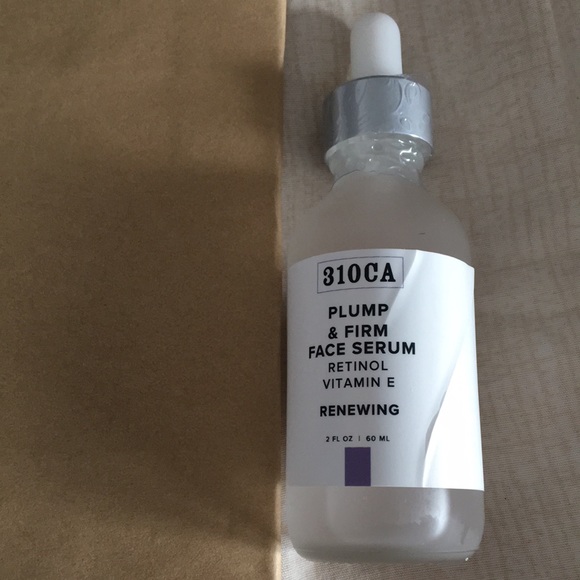 310CA
PLUMP
& FIRM
FACE SERUM
RETINOL
VITAMIN E
RENEWING
2 FL OZ | 60 ML